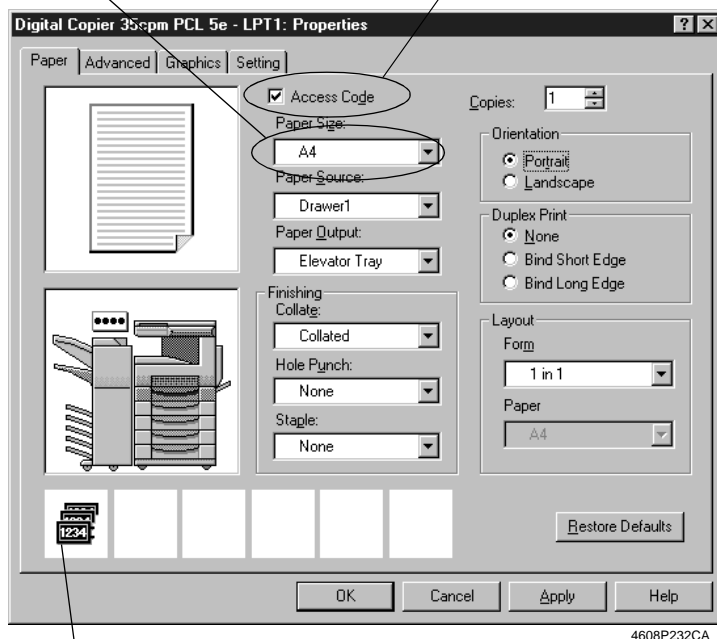 Digital Copier 35cpm PCL 5e - LPT1: Properties
Paper Advanced Graphics Setting
Access Code
Paper Size:
A4
Paper Source:
Drawer1
Paper Output:
Elevator Tray
Finishing
Collate:
Collated
Hole Punch:
None
Staple:
None
Copies: 1
Orientation
Portrait
Landscape
Duplex Print
None
Bind Short Edge
Bind Long Edge
Layout
Form
1 in 1
Paper
A4
1234
Restore Defaults
OK Cancel Apply Help
4608P232CA